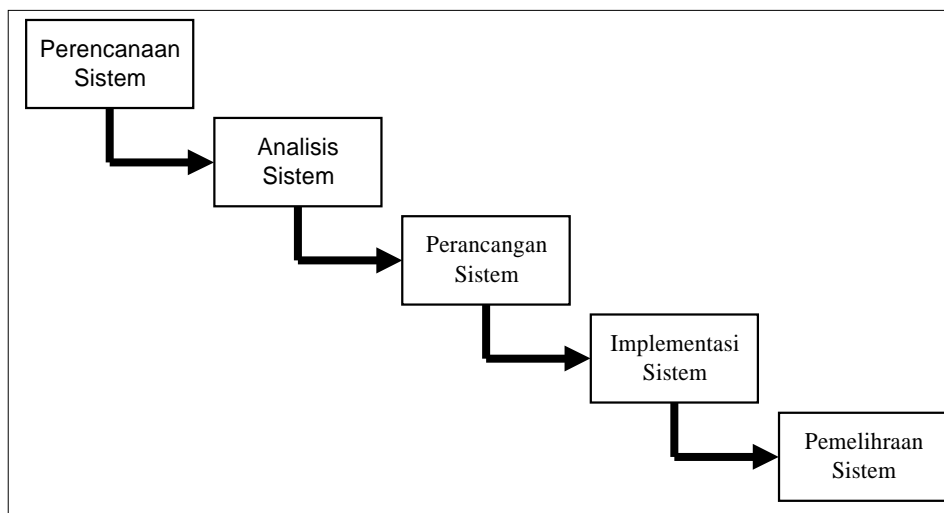 Perencanaan
Sistem
Analisis
Sistem
Perancangan
Sistem
Implementasi
Sistem
Pemelihraan
Sistem